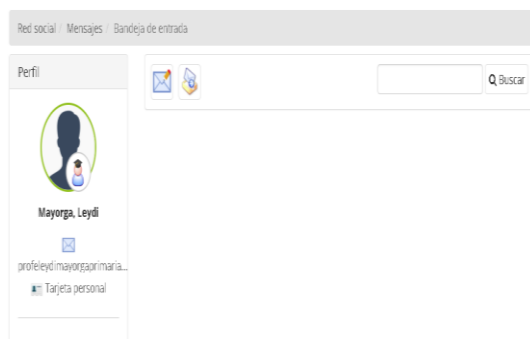 Red social / Mensajes / Bandeja de entrada
Perfil
Buscar
Mayorga, Leydi
profeleydimayorgaprimaria...
Tarjeta personal